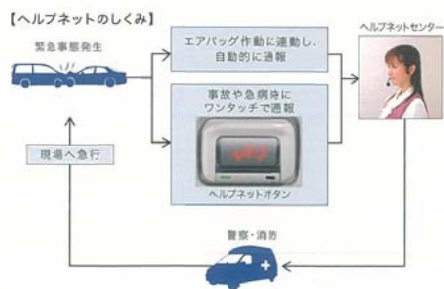 【ヘルプネットのしくみ】
緊急事態発生
エアバッグ作動に連動し、
自動的に通報
ヘルプネットセンター
事故や急病時に
ワンタッチで通報
ヘルプネットボタン
現場へ急行
警察・消防